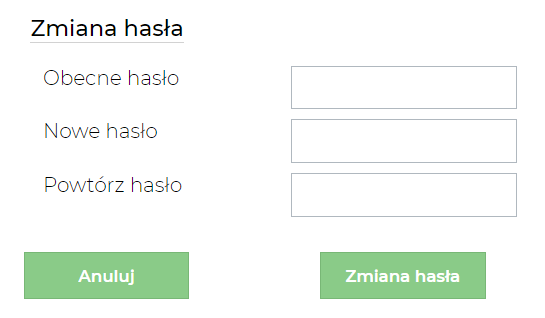 Zmiana hasła
Obecne hasło
Nowe hasło
Powtórz hasło
Anuluj
Zmiana hasła